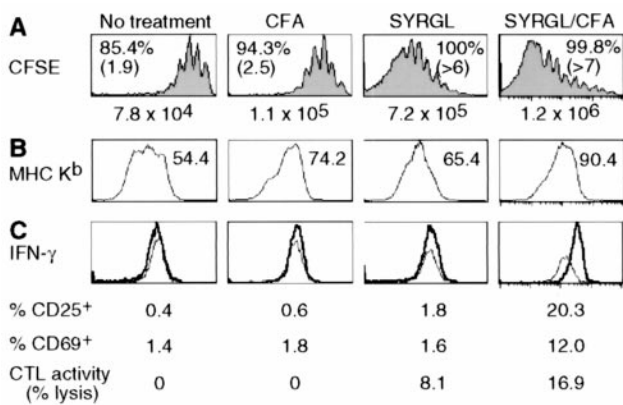 No treatment CFA SYRGL SYRGL/CFA
A
CFSE
85.4% 94.3% 100% 99.8%
(1.9) (2.5) (>6) (>7)
7.8 x 10⁴ 1.1 x 10⁵ 7.2 x 10⁵ 1.2 x 10⁶
B
MHC Kᵇ
54.4 74.2 65.4 90.4
C
IFN-γ
% CD25⁺ 0.4 0.6 1.8 20.3
% CD69⁺ 1.4 1.8 1.6 12.0
CTL activity
(% lysis) 0 0 8.1 16.9